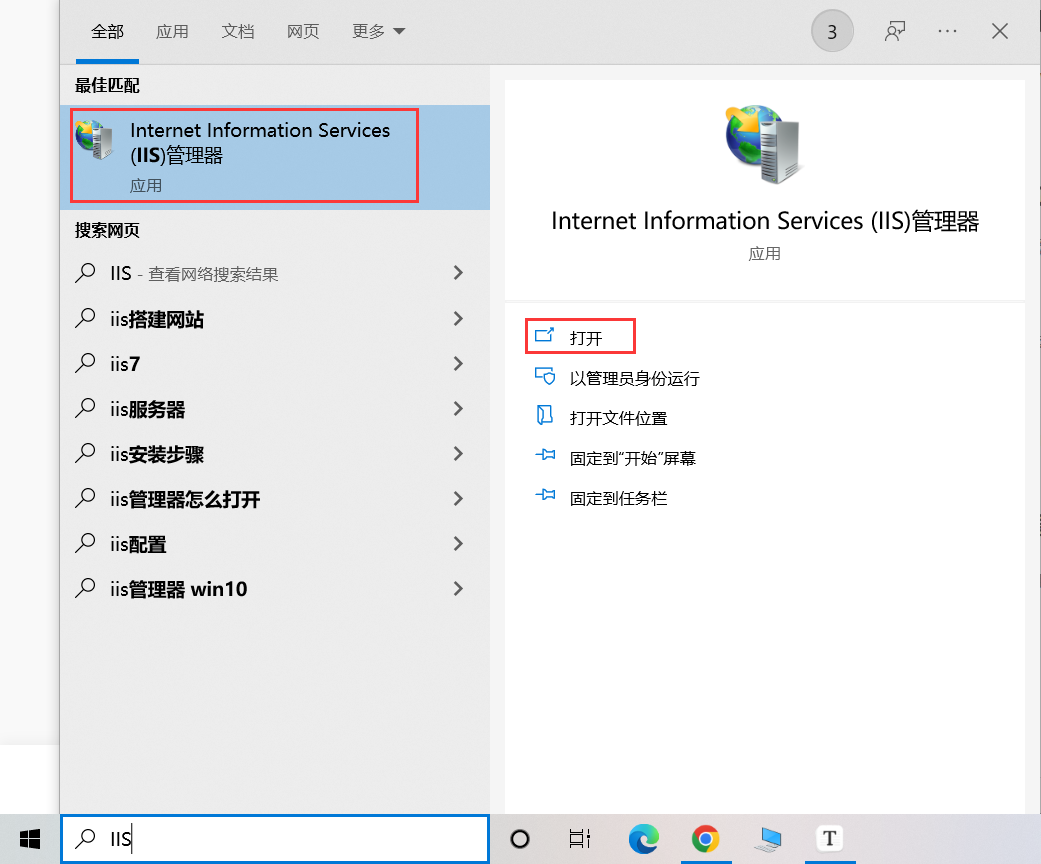 全部 应用 文档 网页 更多 3
最佳匹配
Internet Information Services
(IIS)管理器
应用
搜索网页
IIS - 查看网络搜索结果
iis搭建网站
iis7
iis服务器
iis安装步骤
iis管理器怎么打开
iis配置
iis管理器 win10
Internet Information Services (IIS)管理器
应用
打开
以管理员身份运行
打开文件位置
固定到“开始”屏幕
固定到任务栏
IIS
T